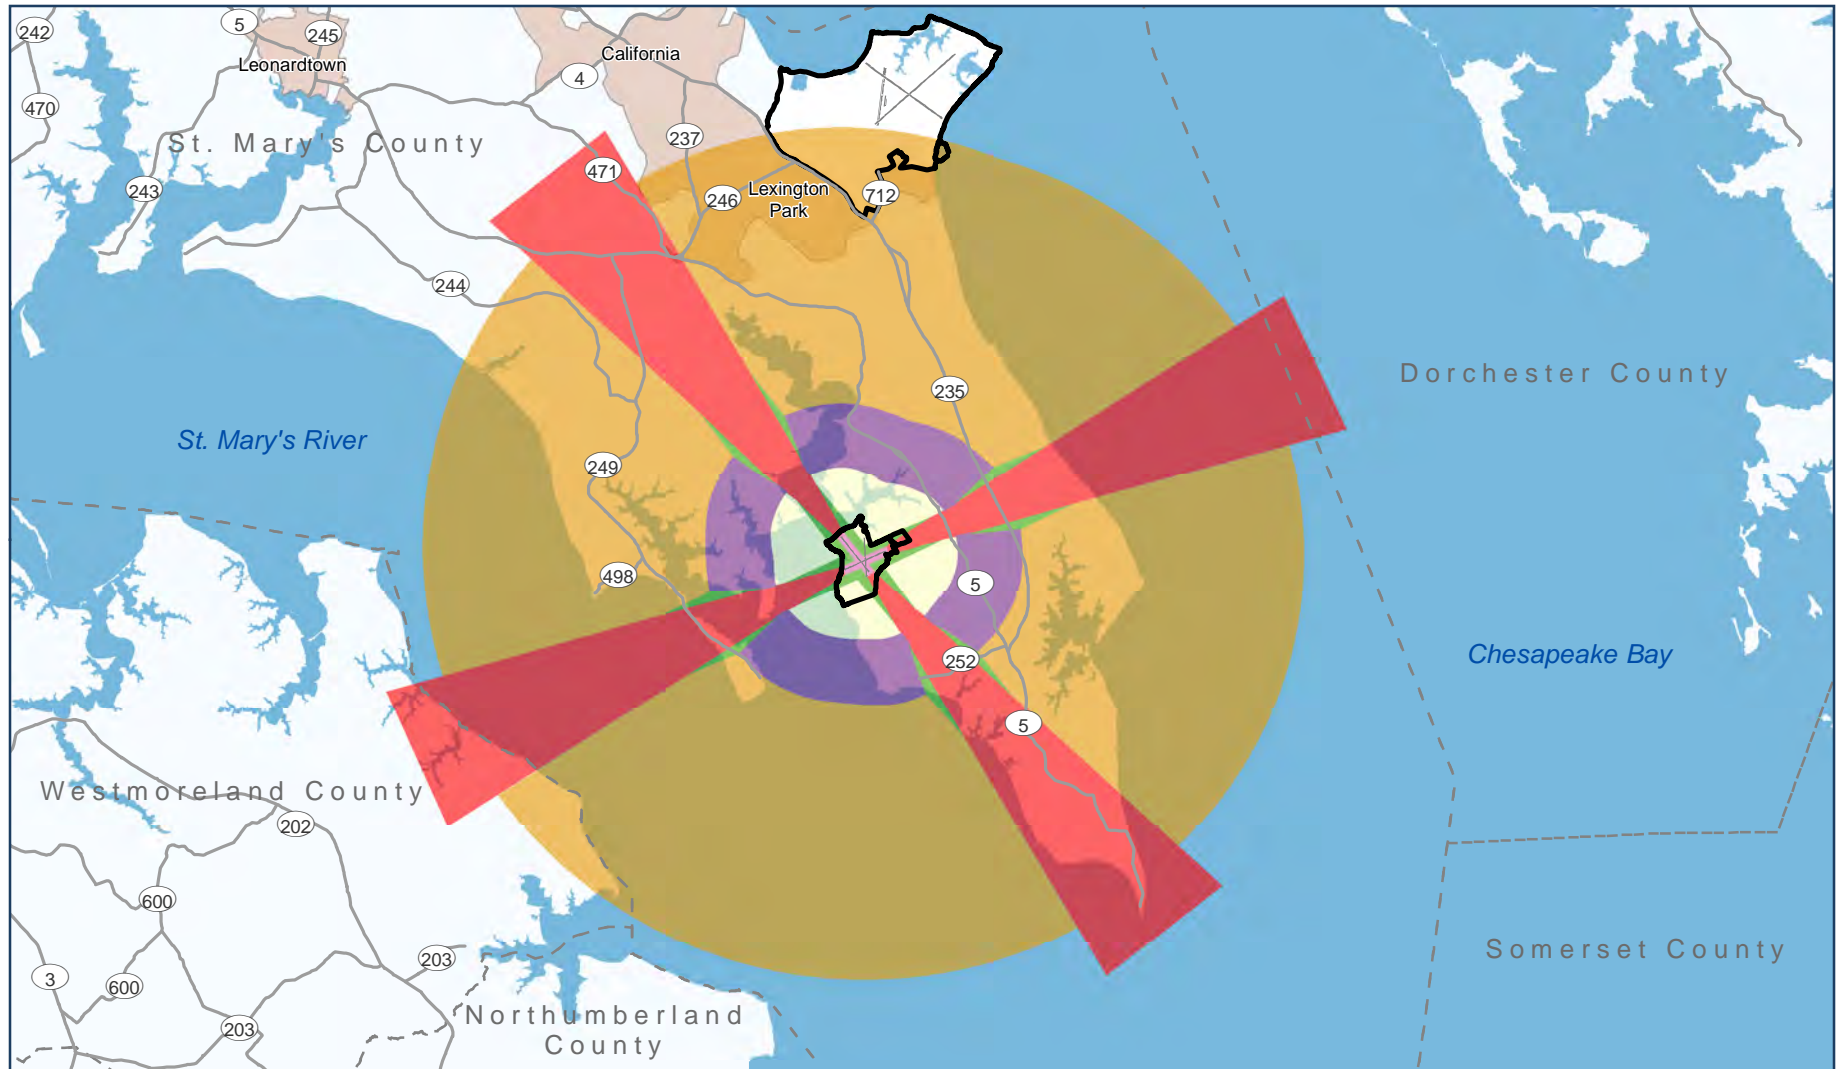 242
5
245
Leonardtown
California
4
470
St. Mary's County
237
471
243
246
Lexington
Park
712
244
235
Dorchester County
St. Mary's River
249
498
5
252
Chesapeake Bay
5
Westmoreland County
202
600
203
3
600
203
Somerset County
Northumberland
County